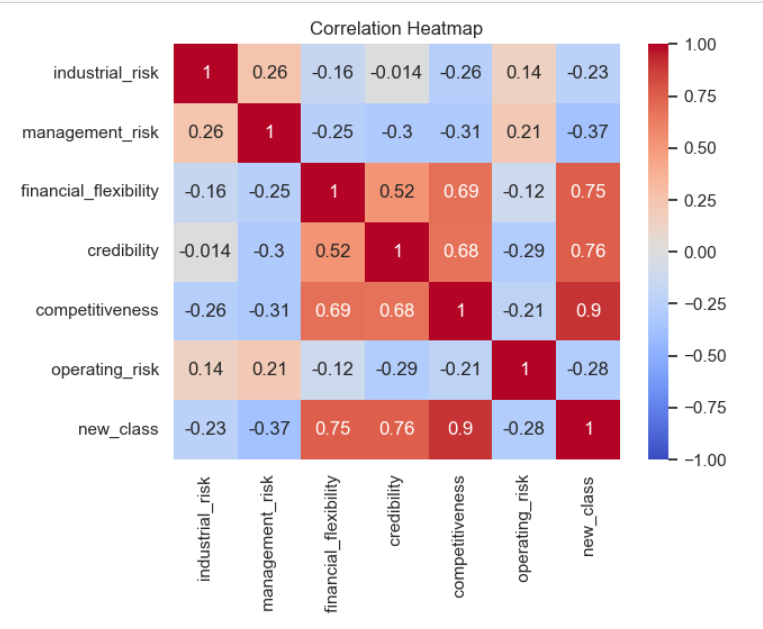 Correlation Heatmap
industrial_risk 1 0.26 -0.16 -0.014 -0.26 0.14 -0.23
management_risk 0.26 1 -0.25 -0.3 -0.31 0.21 -0.37
financial_flexibility -0.16 -0.25 1 0.52 0.69 -0.12 0.75
credibility -0.014 -0.3 0.52 1 0.68 -0.29 0.76
competitiveness -0.26 -0.31 0.69 0.68 1 -0.21 0.9
operating_risk 0.14 0.21 -0.12 -0.29 -0.21 1 -0.28
new_class -0.23 -0.37 0.75 0.76 0.9 -0.28 1
industrial_risk
management_risk
financial_flexibility
credibility
competitiveness
operating_risk
new_class
1.00
0.75
0.50
0.25
0.00
−0.25
−0.50
−0.75
−1.00